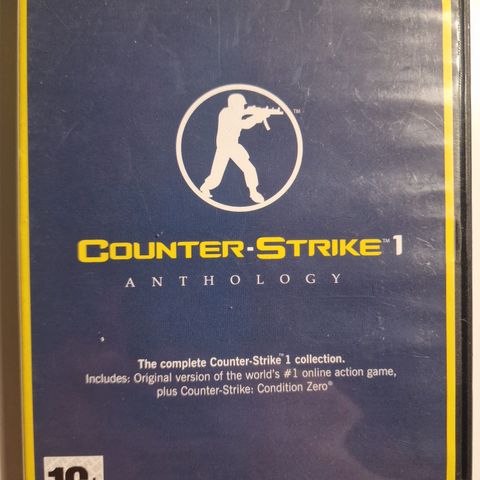 COUNTER-STRIKE™ 1
ANTHOLOGY
The complete Counter-Strike™ 1 collection.
Includes: Original version of the world's #1 online action game,
plus Counter-Strike: Condition Zero®